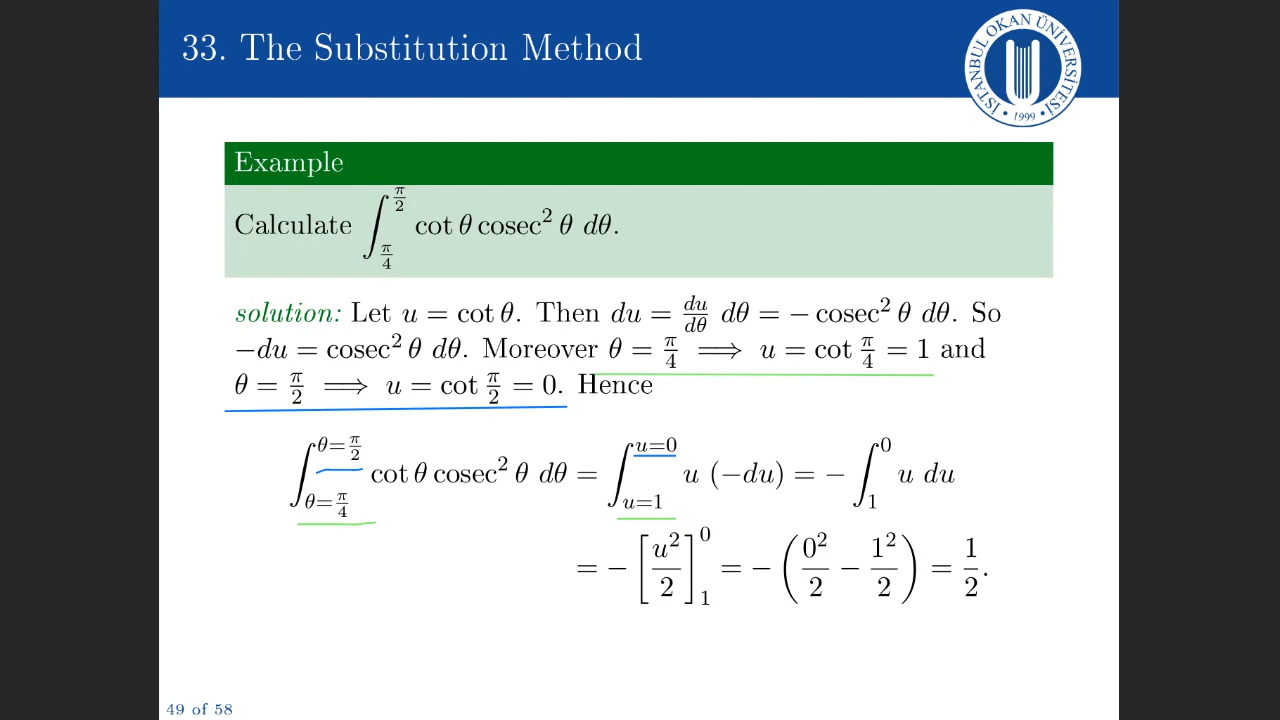 33. The Substitution Method
İSTANBUL OKAN ÜNİVERSİTESİ
1999
Example
Calculate ∫_{π/4}^{π/2} cot θ cosec² θ dθ.
solution: Let u = cot θ. Then du = du/dθ dθ = − cosec² θ dθ. So
−du = cosec² θ dθ. Moreover θ = π/4 ⟹ u = cot π/4 = 1 and
θ = π/2 ⟹ u = cot π/2 = 0. Hence
∫_{θ=π/4}^{θ=π/2} cot θ cosec² θ dθ = ∫_{u=1}^{u=0} u (−du) = − ∫_1^0 u du
= − [u²/2]_1^0 = − (0²/2 − 1²/2) = 1/2.
49 of 58